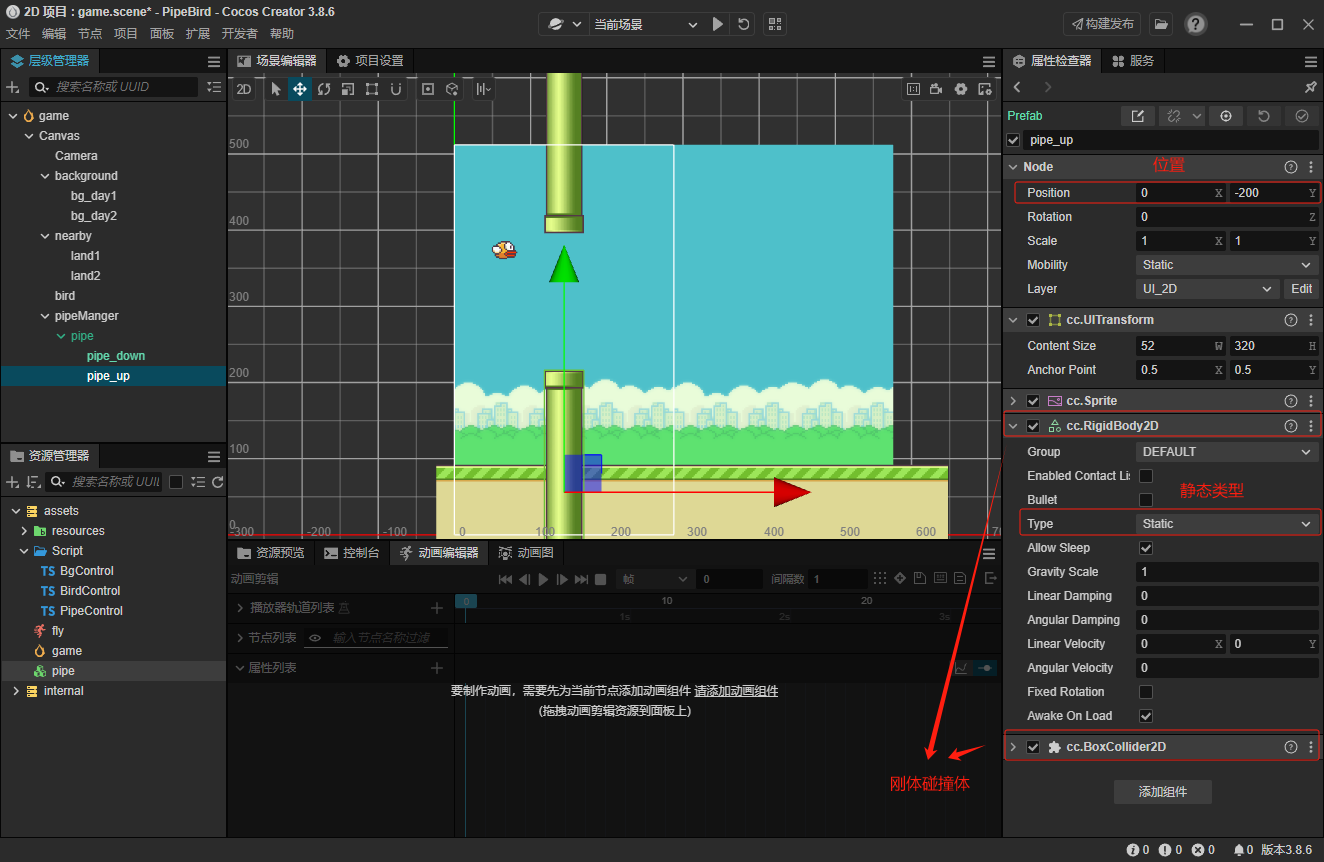 2D 项目 : game.scene* - PipeBird - Cocos Creator 3.8.6
当前场景
构建发布
文件 编辑 节点 项目 面板 扩展 开发者 帮助
层级管理器
搜索名称或 UUID
game
Canvas
Camera
background
bg_day1
bg_day2
nearby
land1
land2
bird
pipeManger
pipe
pipe_down
pipe_up
资源管理器
搜索名称或 UUI
assets
resources
Script
TS BgControl
TS BirdControl
TS PipeControl
fly
game
pipe
internal
场景编辑器 项目设置
2D
500
400
300
200
100
0
-300 -200 -100 0 100 200 300 400 500 600 70
资源预览 控制台 动画编辑器 动画图
动画剪辑 帧 0 间隔数 1
播放器轨道列表
0 10 20
1s 2s 3s
节点列表 输入节点名称过滤
属性列表
要制作动画，需要先为当前节点添加动画组件 请添加动画组件
(拖拽动画剪辑资源到面板上)
属性检查器 服务
Prefab
pipe_up
Node 位置
Position 0 X -200 Y
Rotation 0 Z
Scale 1 X 1 Y
Mobility Static
Layer UI_2D Edit
cc.UITransform
Content Size 52 W 320 H
Anchor Point 0.5 X 0.5 Y
cc.Sprite
cc.RigidBody2D
Group DEFAULT
Enabled Contact Li
静态类型
Bullet
Type Static
Allow Sleep
Gravity Scale 1
Linear Damping 0
Angular Damping 0
Linear Velocity 0 X 0 Y
Angular Velocity 0
Fixed Rotation
Awake On Load
cc.BoxCollider2D
刚体碰撞体
添加组件
0 0 0 0 版本3.8.6